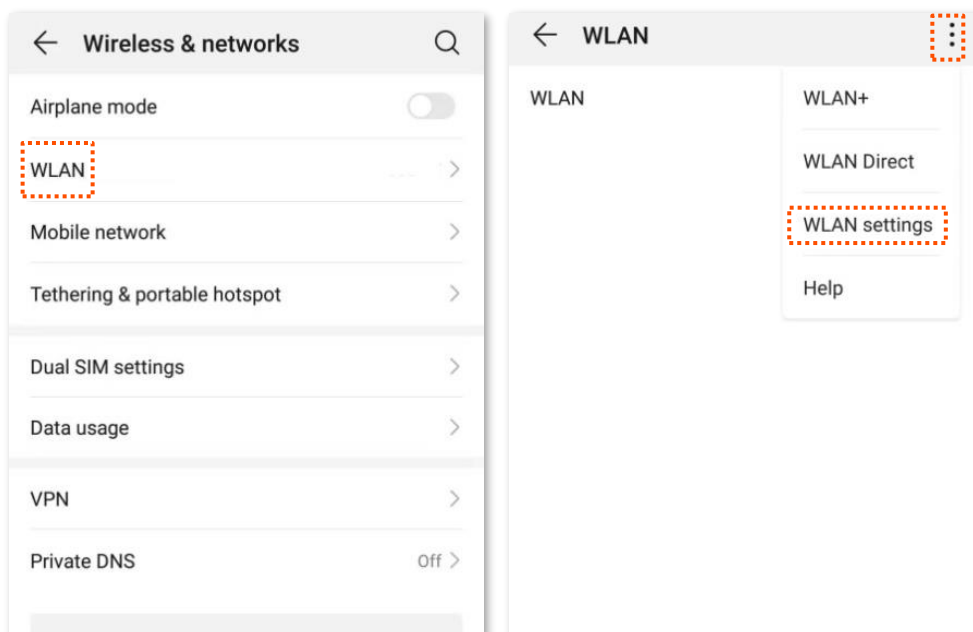 Wireless & networks
Airplane mode
WLAN
Mobile network
Tethering & portable hotspot
Dual SIM settings
Data usage
VPN
Private DNS Off
WLAN
WLAN
WLAN+
WLAN Direct
WLAN settings
Help